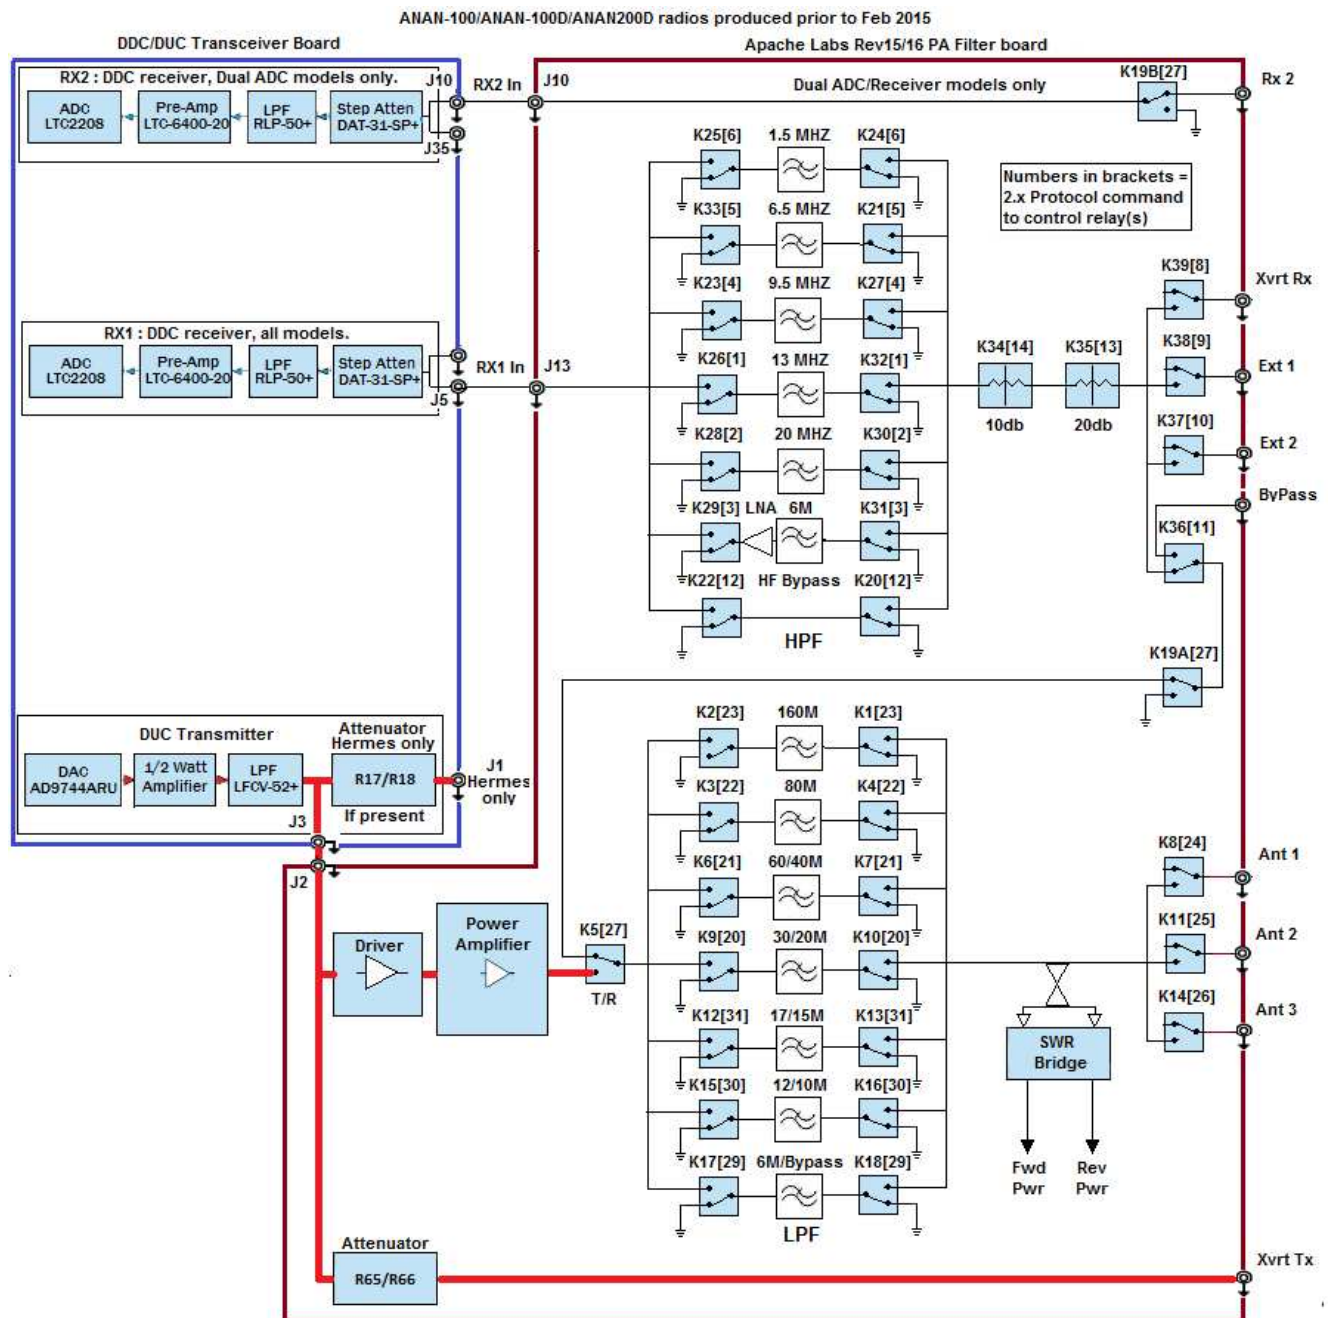 ANAN-100/ANAN-100D/ANAN200D radios produced prior to Feb 2015
DDC/DUC Transceiver Board
Apache Labs Rev15/16 PA Filter board
RX2 : DDC receiver, Dual ADC models only.
ADC
LTC2208
Pre-Amp
LTC-6400-20
LPF
RLP-50+
Step Atten
DAT-31-SP+
J10
J35
RX2 In
J10
Dual ADC/Receiver models only
K19B[27]
Rx 2
K25[6]
1.5 MHZ
K24[6]
Numbers in brackets =
2.x Protocol command
to control relay(s)
K33[5]
6.5 MHZ
K21[5]
K23[4]
9.5 MHZ
K27[4]
K39[8]
Xvrt Rx
RX1 : DDC receiver, all models.
ADC
LTC2208
Pre-Amp
LTC-6400-20
LPF
RLP-50+
Step Atten
DAT-31-SP+
J5
RX1 In
J13
K26[1]
13 MHZ
K32[1]
K34[14]
K35[13]
K38[9]
Ext 1
10db
20db
K28[2]
20 MHZ
K30[2]
K37[10]
Ext 2
K29[3]
LNA
6M
K31[3]
ByPass
K36[11]
K22[12]
HF Bypass
K20[12]
HPF
K19A[27]
DUC Transmitter
Attenuator
Hermes only
DAC
AD9744ARU
1/2 Watt
Amplifier
LPF
LFCV-52+
R17/R18
If present
J1
Hermes
only
J3
J2
K2[23]
160M
K1[23]
K3[22]
80M
K4[22]
K6[21]
60/40M
K7[21]
K8[24]
Ant 1
Driver
Power
Amplifier
K5[27]
T/R
K9[20]
30/20M
K10[20]
K11[25]
Ant 2
K12[31]
17/15M
K13[31]
K14[26]
Ant 3
SWR
Bridge
K15[30]
12/10M
K16[30]
Fwd
Pwr
Rev
Pwr
K17[29]
6M/Bypass
K18[29]
LPF
Attenuator
R65/R66
Xvrt Tx